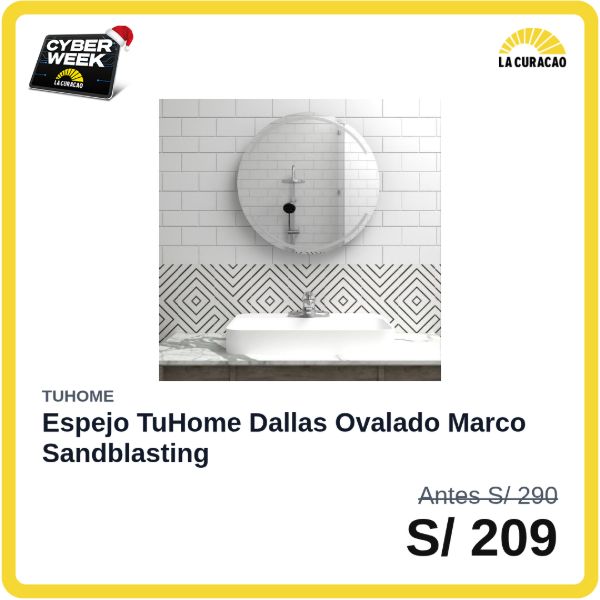 CYBER
WEEK
LA CURACAO
LA CURACAO
TUHOME
Espejo TuHome Dallas Ovalado Marco
Sandblasting
Antes S/ 290
S/ 209